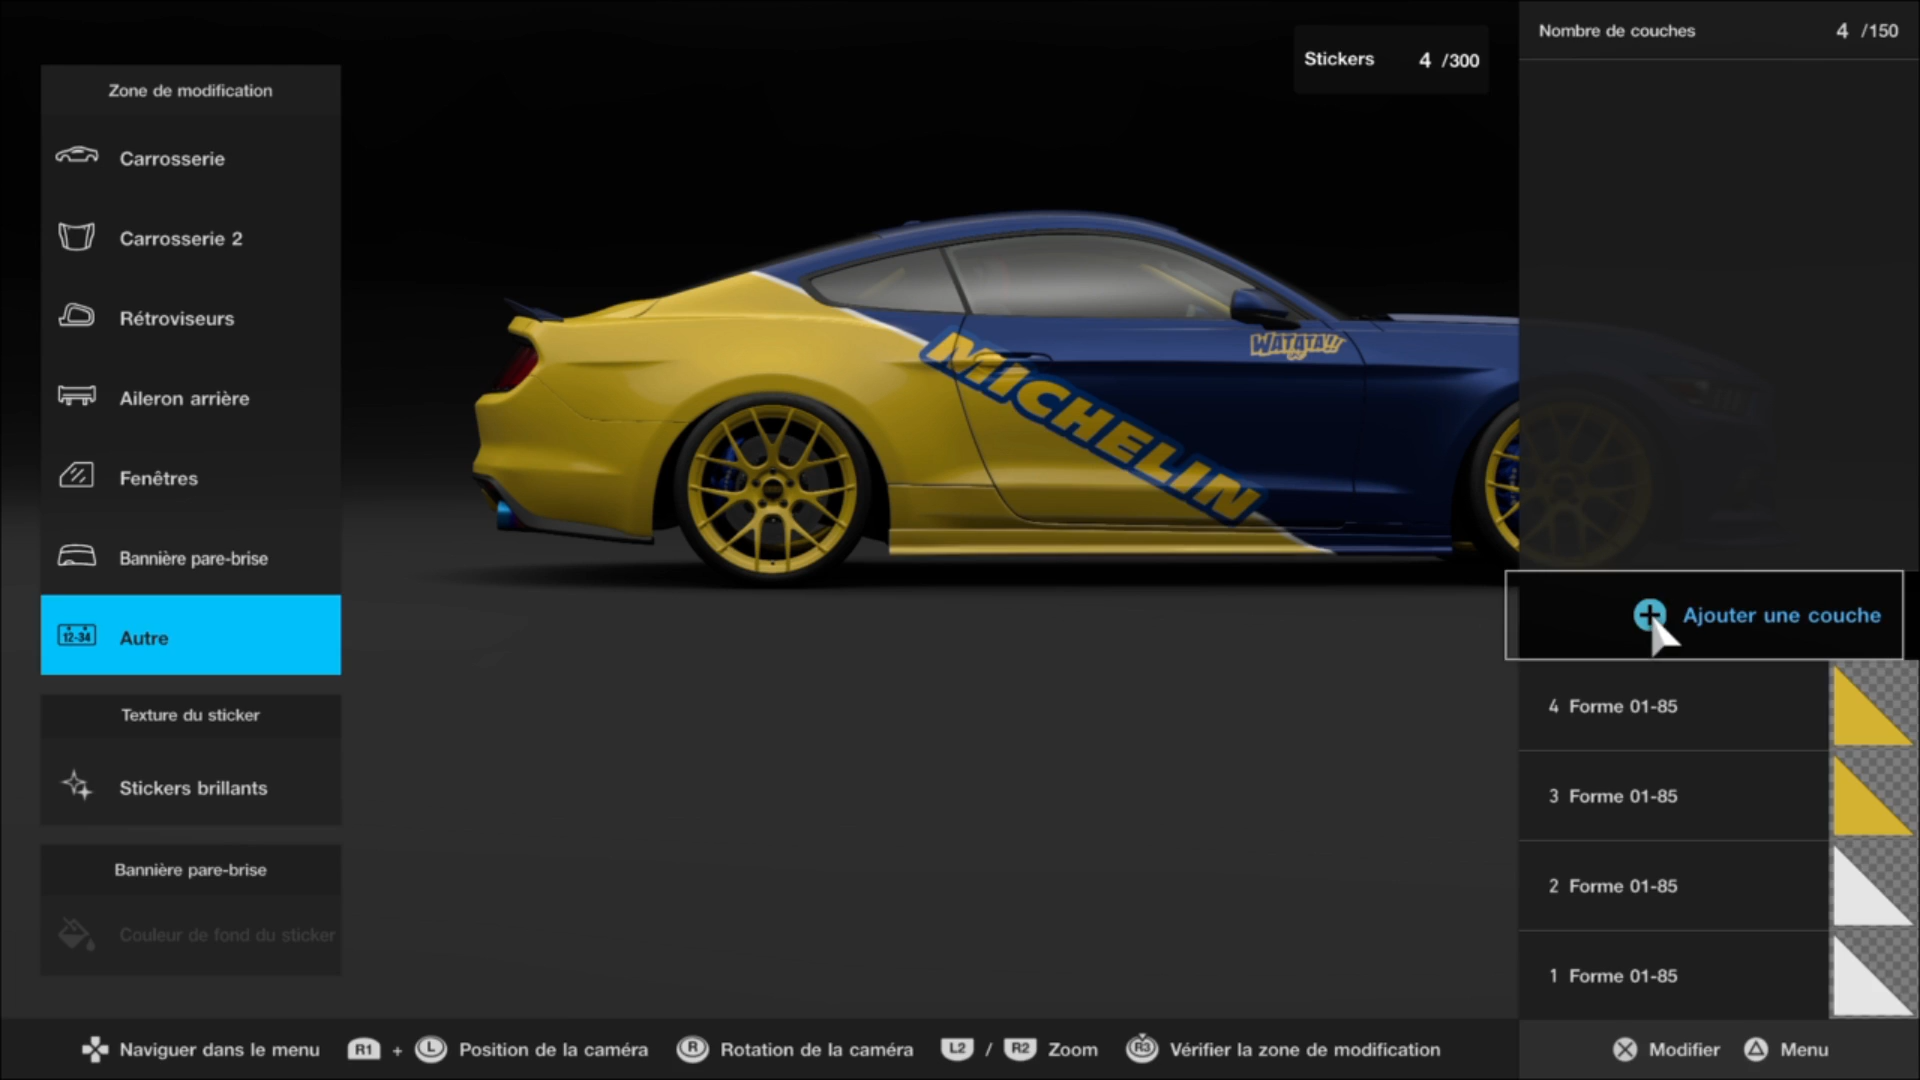 Nombre de couches 4 /150
Stickers 4 /300
Zone de modification
Carrosserie
Carrosserie 2
Rétroviseurs
Aileron arrière
Fenêtres
Bannière pare-brise
12-34 Autre
Texture du sticker
Stickers brillants
Bannière pare-brise
Couleur de fond du sticker
WATATA!!
MICHELIN
Ajouter une couche
4 Forme 01-85
3 Forme 01-85
2 Forme 01-85
1 Forme 01-85
Naviguer dans le menu R1 + L Position de la caméra R Rotation de la caméra L2 / R2 Zoom R3 Vérifier la zone de modification Modifier Menu